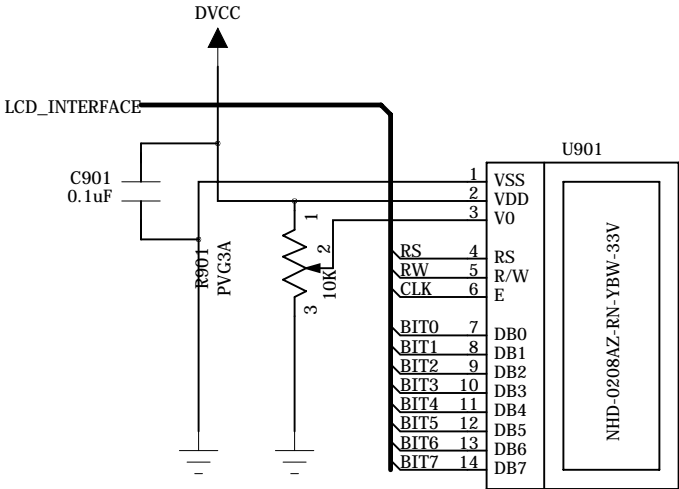 DVCC
LCD_INTERFACE
U901
C901
0.1uF
1 VSS
2 VDD
3 V0
RS 4 RS
RW 5 R/W
CLK 6 E
BIT0 7 DB0
BIT1 8 DB1
BIT2 9 DB2
BIT3 10 DB3
BIT4 11 DB4
BIT5 12 DB5
BIT6 13 DB6
BIT7 14 DB7
R901
PVG3A
1
2
3
10K
NHD-0208AZ-RN-YBW-33V